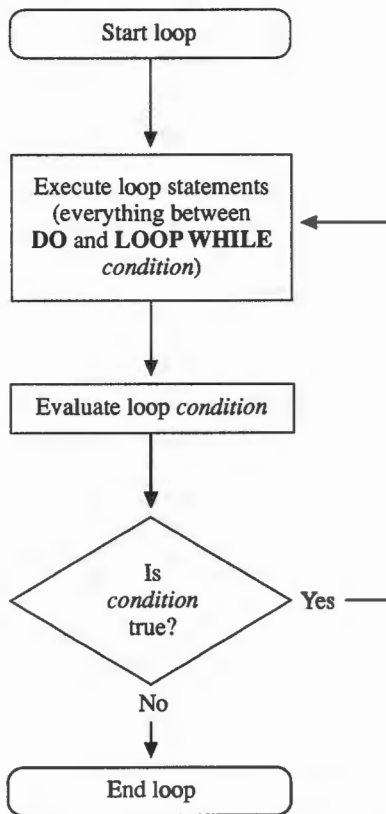 Start loop
Execute loop statements
(everything between
DO and LOOP WHILE
condition)
Evaluate loop condition
Is
condition
true?
Yes
No
End loop